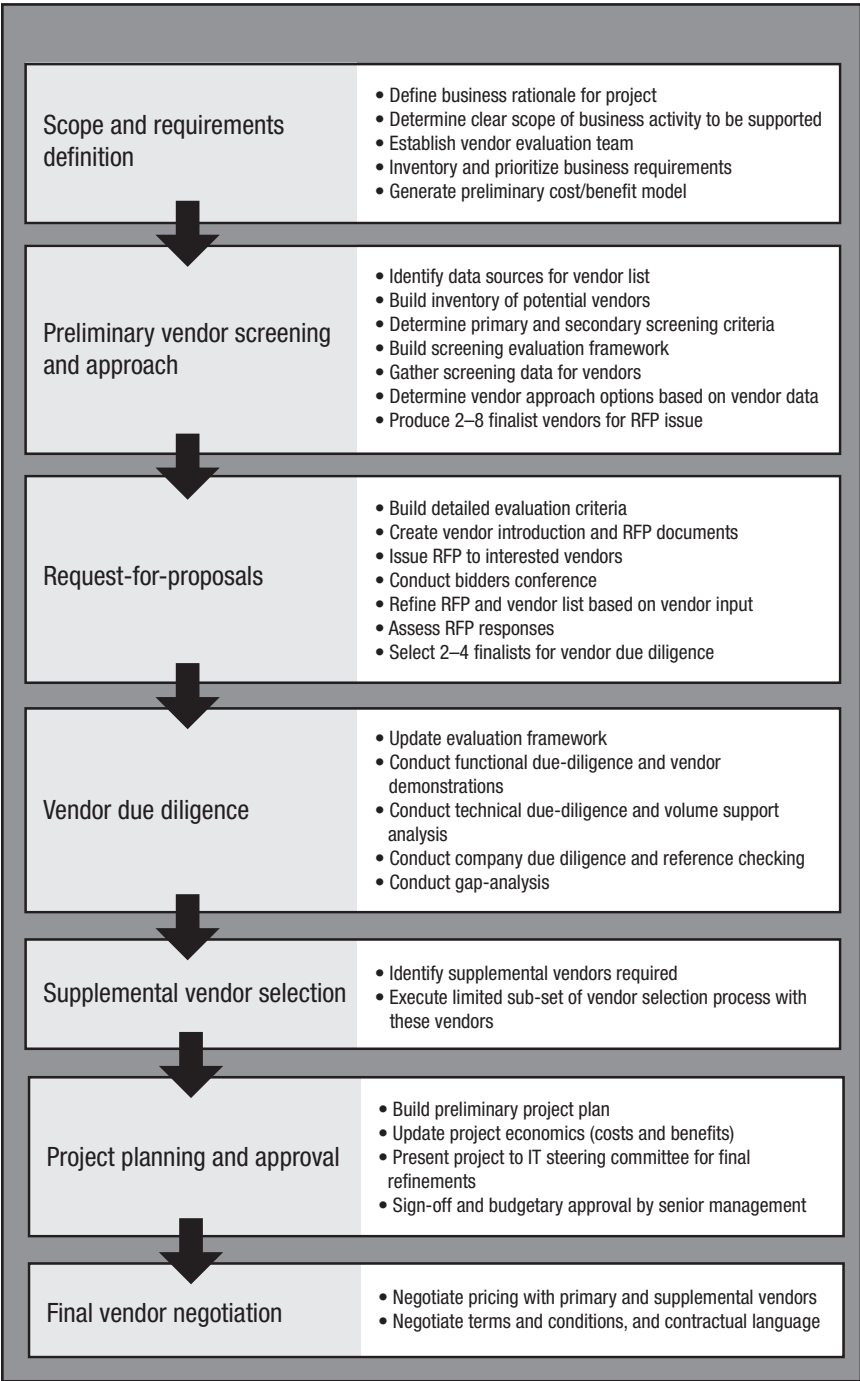 Scope and requirements
definition
• Define business rationale for project
• Determine clear scope of business activity to be supported
• Establish vendor evaluation team
• Inventory and prioritize business requirements
• Generate preliminary cost/benefit model
Preliminary vendor screening
and approach
• Identify data sources for vendor list
• Build inventory of potential vendors
• Determine primary and secondary screening criteria
• Build screening evaluation framework
• Gather screening data for vendors
• Determine vendor approach options based on vendor data
• Produce 2–8 finalist vendors for RFP issue
Request-for-proposals
• Build detailed evaluation criteria
• Create vendor introduction and RFP documents
• Issue RFP to interested vendors
• Conduct bidders conference
• Refine RFP and vendor list based on vendor input
• Assess RFP responses
• Select 2–4 finalists for vendor due diligence
Vendor due diligence
• Update evaluation framework
• Conduct functional due-diligence and vendor
demonstrations
• Conduct technical due-diligence and volume support
analysis
• Conduct company due diligence and reference checking
• Conduct gap-analysis
Supplemental vendor selection
• Identify supplemental vendors required
• Execute limited sub-set of vendor selection process with
these vendors
Project planning and approval
• Build preliminary project plan
• Update project economics (costs and benefits)
• Present project to IT steering committee for final
refinements
• Sign-off and budgetary approval by senior management
Final vendor negotiation
• Negotiate pricing with primary and supplemental vendors
• Negotiate terms and conditions, and contractual language